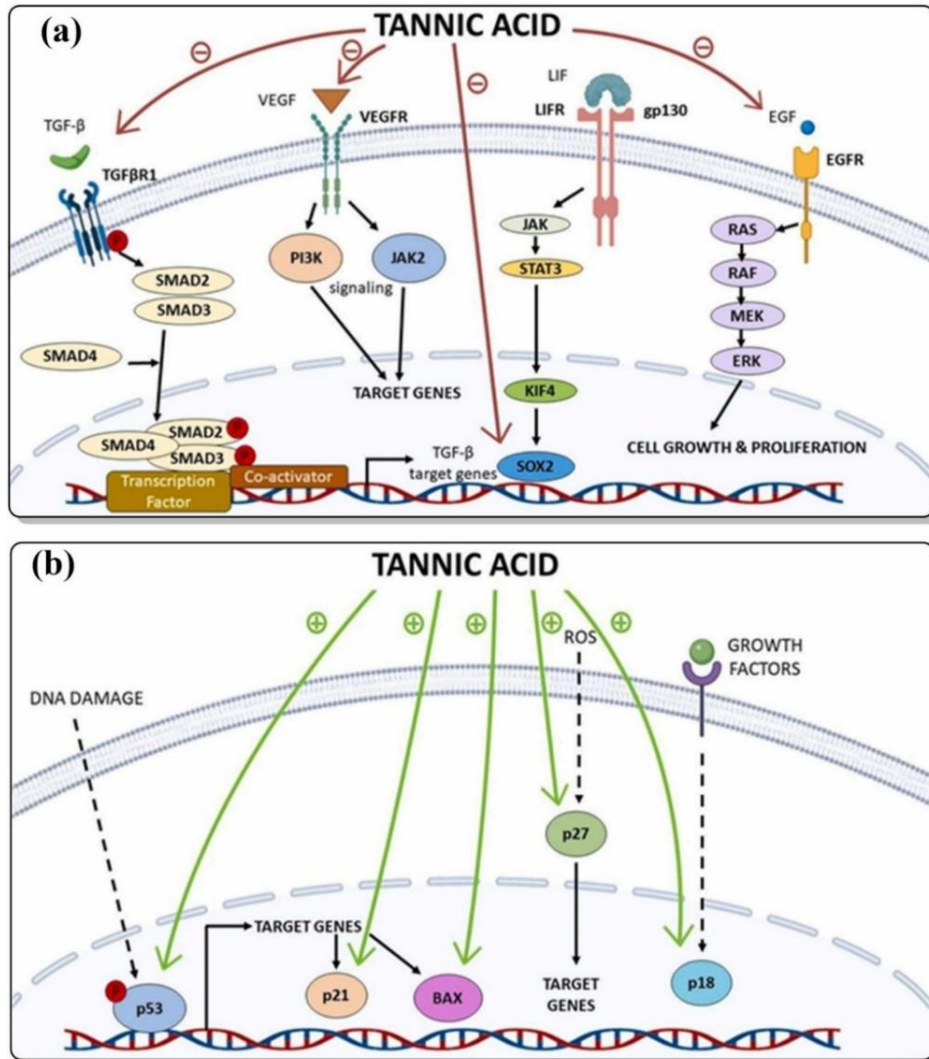 (a)
TANNIC ACID
TGF-β
TGFβR1
P
SMAD2
SMAD3
SMAD4
SMAD4
SMAD2
P
SMAD3
P
Transcription
Factor
Co-activator
VEGF
VEGFR
PI3K
JAK2
signaling
TARGET GENES
TGF-β
target genes
LIF
LIFR
gp130
JAK
STAT3
KIF4
SOX2
EGF
EGFR
RAS
RAF
MEK
ERK
CELL GROWTH & PROLIFERATION
(b)
TANNIC ACID
DNA DAMAGE
ROS
GROWTH
FACTORS
P
p53
TARGET GENES
p21
BAX
p27
TARGET
GENES
p18